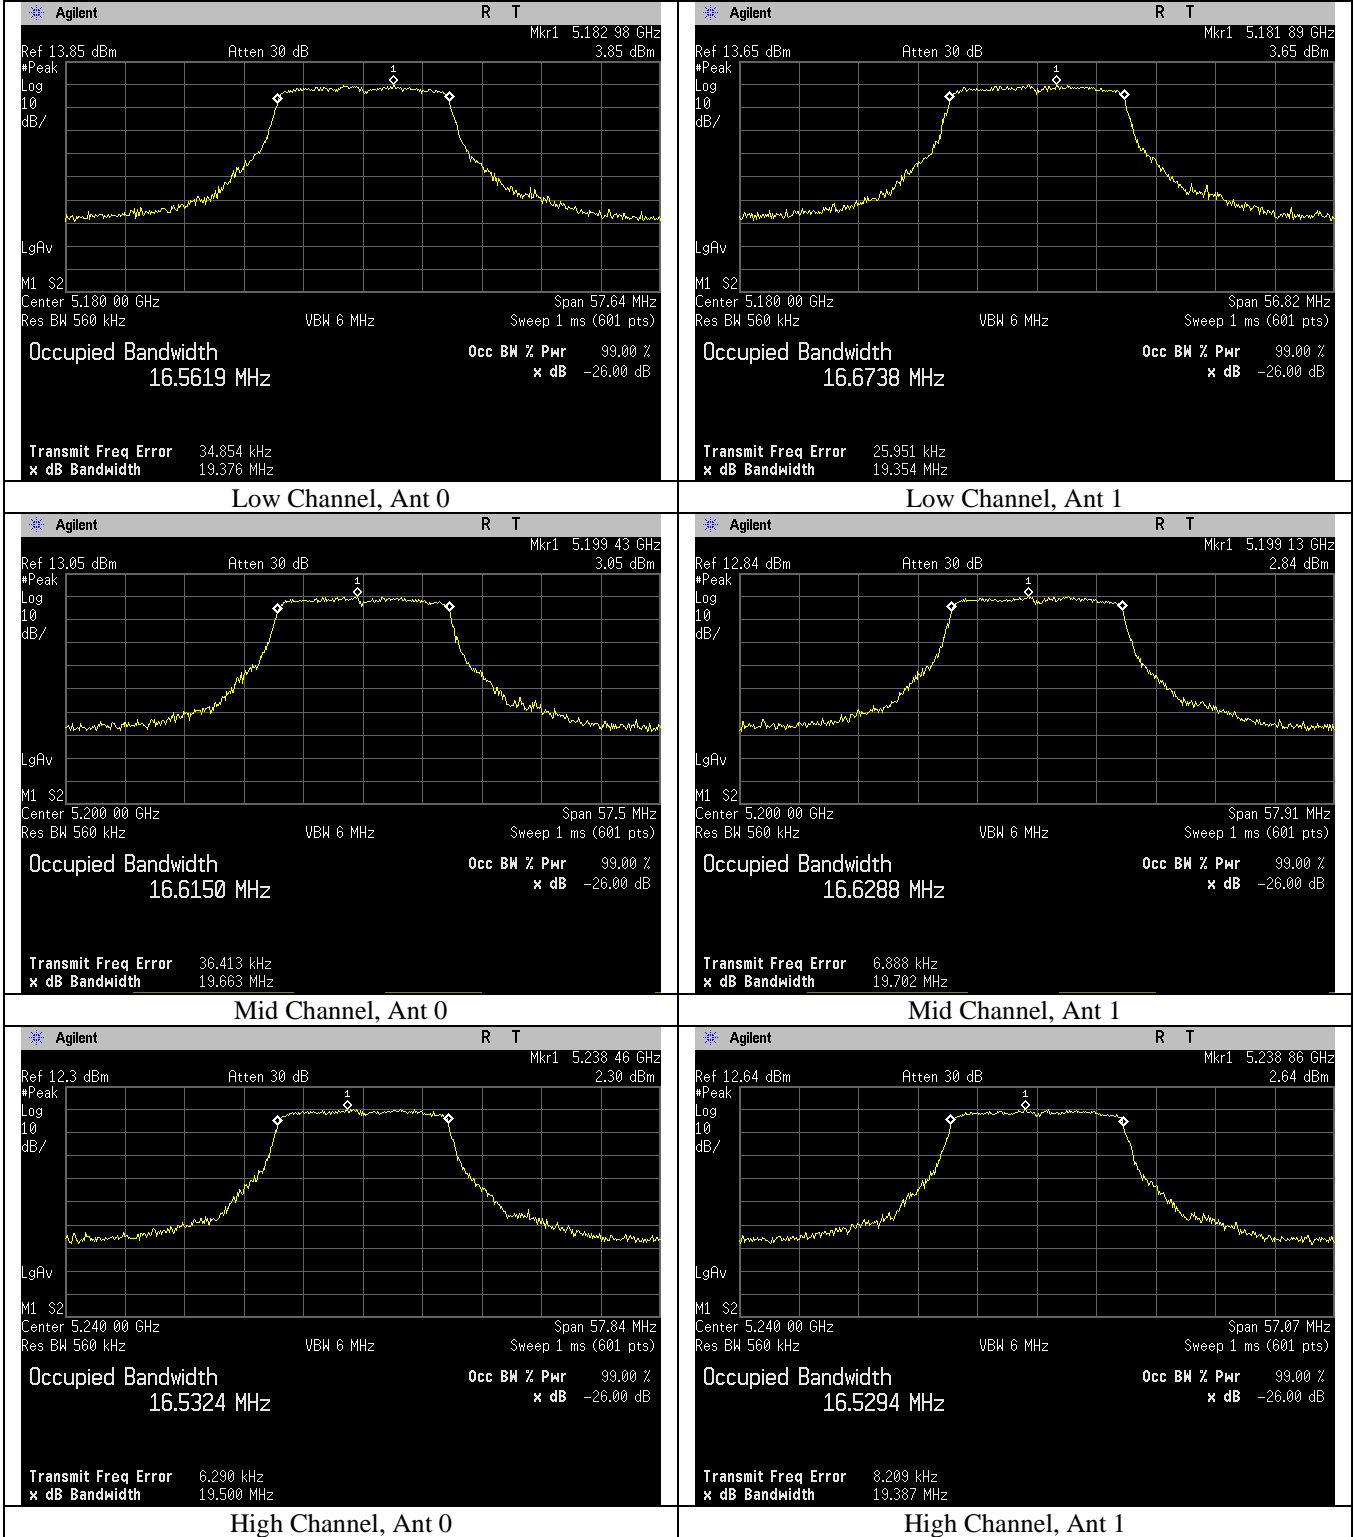 Agilent R T
Mkr1 5.182 98 GHz
Ref 13.85 dBm Atten 30 dB 3.85 dBm
#Peak
1
Log
10
dB/
LgAv
M1 S2
Center 5.180 00 GHz Span 57.64 MHz
Res BW 560 kHz VBW 6 MHz Sweep 1 ms (601 pts)
Occupied Bandwidth Occ BW % Pwr 99.00 %
16.5619 MHz x dB -26.00 dB
Transmit Freq Error 34.854 kHz
x dB Bandwidth 19.376 MHz
Low Channel, Ant 0
Agilent R T
Mkr1 5.181 89 GHz
Ref 13.65 dBm Atten 30 dB 3.65 dBm
#Peak
1
Log
10
dB/
LgAv
M1 S2
Center 5.180 00 GHz Span 56.82 MHz
Res BW 560 kHz VBW 6 MHz Sweep 1 ms (601 pts)
Occupied Bandwidth Occ BW % Pwr 99.00 %
16.6738 MHz x dB -26.00 dB
Transmit Freq Error 25.951 kHz
x dB Bandwidth 19.354 MHz
Low Channel, Ant 1
Agilent R T
Mkr1 5.199 43 GHz
Ref 13.05 dBm Atten 30 dB 3.05 dBm
#Peak
1
Log
10
dB/
LgAv
M1 S2
Center 5.200 00 GHz Span 57.5 MHz
Res BW 560 kHz VBW 6 MHz Sweep 1 ms (601 pts)
Occupied Bandwidth Occ BW % Pwr 99.00 %
16.6150 MHz x dB -26.00 dB
Transmit Freq Error 36.413 kHz
x dB Bandwidth 19.663 MHz
Mid Channel, Ant 0
Agilent R T
Mkr1 5.199 13 GHz
Ref 12.84 dBm Atten 30 dB 2.84 dBm
#Peak
1
Log
10
dB/
LgAv
M1 S2
Center 5.200 00 GHz Span 57.91 MHz
Res BW 560 kHz VBW 6 MHz Sweep 1 ms (601 pts)
Occupied Bandwidth Occ BW % Pwr 99.00 %
16.6288 MHz x dB -26.00 dB
Transmit Freq Error 6.888 kHz
x dB Bandwidth 19.702 MHz
Mid Channel, Ant 1
Agilent R T
Mkr1 5.238 46 GHz
Ref 12.3 dBm Atten 30 dB 2.30 dBm
#Peak
1
Log
10
dB/
LgAv
M1 S2
Center 5.240 00 GHz Span 57.84 MHz
Res BW 560 kHz VBW 6 MHz Sweep 1 ms (601 pts)
Occupied Bandwidth Occ BW % Pwr 99.00 %
16.5324 MHz x dB -26.00 dB
Transmit Freq Error 6.290 kHz
x dB Bandwidth 19.500 MHz
High Channel, Ant 0
Agilent R T
Mkr1 5.238 86 GHz
Ref 12.64 dBm Atten 30 dB 2.64 dBm
#Peak
1
Log
10
dB/
LgAv
M1 S2
Center 5.240 00 GHz Span 57.07 MHz
Res BW 560 kHz VBW 6 MHz Sweep 1 ms (601 pts)
Occupied Bandwidth Occ BW % Pwr 99.00 %
16.5294 MHz x dB -26.00 dB
Transmit Freq Error 8.209 kHz
x dB Bandwidth 19.387 MHz
High Channel, Ant 1